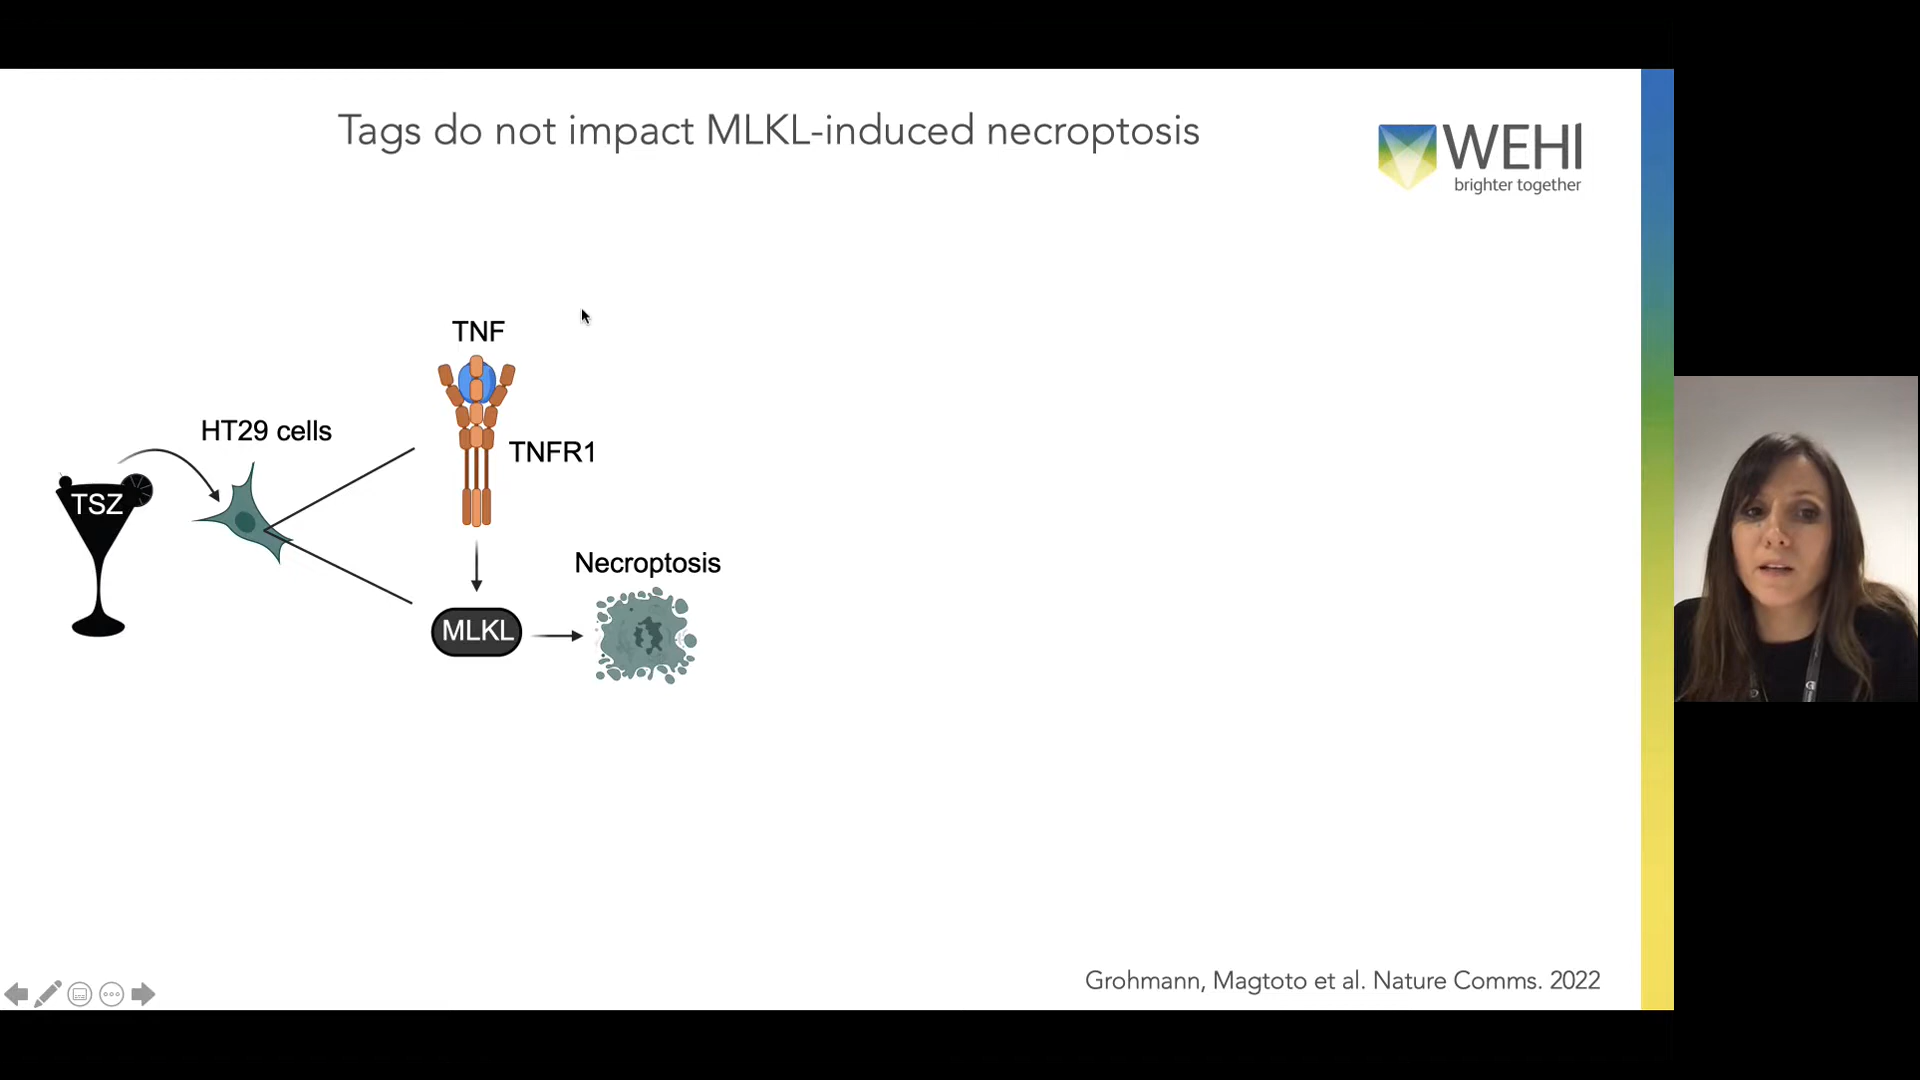 Tags do not impact MLKL-induced necroptosis
WEHI
brighter together
TNF
HT29 cells
TNFR1
TSZ
Necroptosis
MLKL
Grohmann, Magtoto et al. Nature Comms. 2022